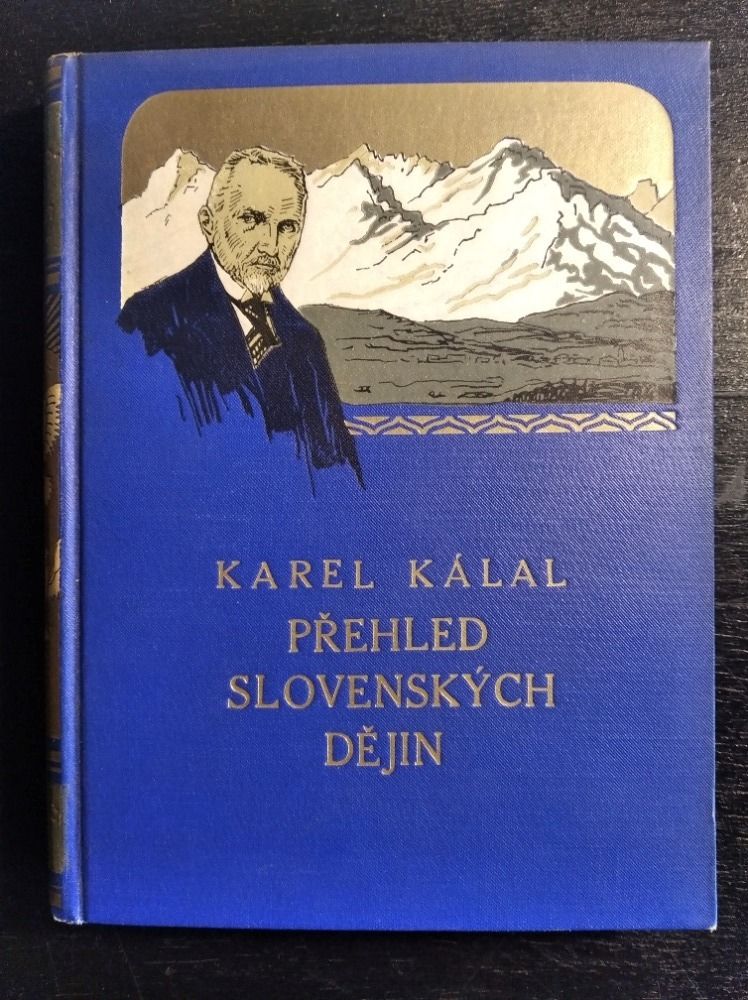 KAREL KÁLAL
PŘEHLED
SLOVENSKÝCH
DĚJIN